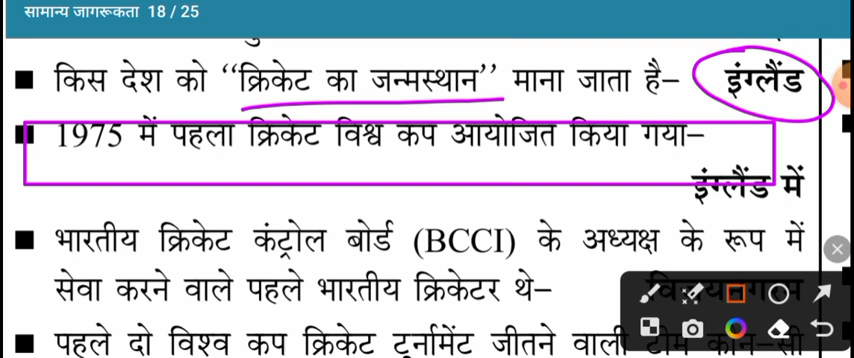 सामान्य जागरूकता 18 / 25
■ किस देश को “क्रिकेट का जन्मस्थान” माना जाता है– इंग्लैंड
■ 1975 में पहला क्रिकेट विश्व कप आयोजित किया गया–
इंग्लैंड में
■ भारतीय क्रिकेट कंट्रोल बोर्ड (BCCI) के अध्यक्ष के रूप में
सेवा करने वाले पहले भारतीय क्रिकेटर थे–
■ पहले दो विश्व कप क्रिकेट टूर्नामेंट जीतने वाली टीम कौन-सी